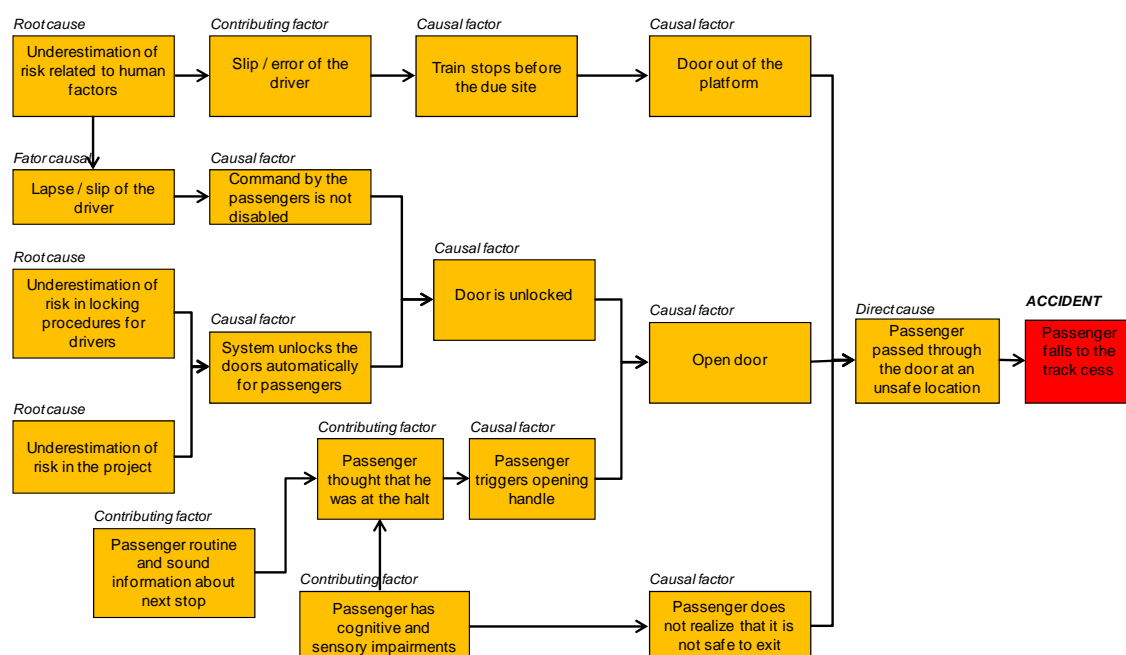 Root cause
Underestimation of
risk related to human
factors
Contributing factor
Slip / error of the
driver
Causal factor
Train stops before
the due site
Causal factor
Door out of the
platform
Fator causal
Lapse / slip of the
driver
Causal factor
Command by the
passengers is not
disabled
Root cause
Underestimation of
risk in locking
procedures for
drivers
Causal factor
System unlocks the
doors automatically
for passengers
Causal factor
Door is unlocked
Causal factor
Open door
Direct cause
Passenger
passed through
the door at an
unsafe location
ACCIDENT
Passenger
falls to the
track cess
Root cause
Underestimation of
risk in the project
Contributing factor
Passenger
thought that he
was at the halt
Causal factor
Passenger
triggers opening
handle
Contributing factor
Passenger routine
and sound
information about
next stop
Contributing factor
Passenger has
cognitive and
sensory impairments
Causal factor
Passenger does
not realize that it is
not safe to exit